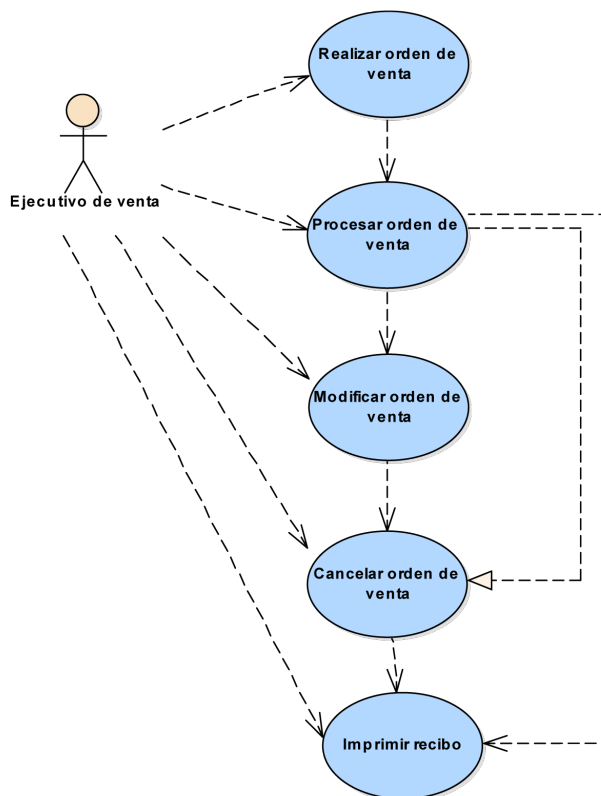 Realizar orden de
venta
Ejecutivo de venta
Procesar orden de
venta
Modificar orden de
venta
Cancelar orden de
venta
Imprimir recibo